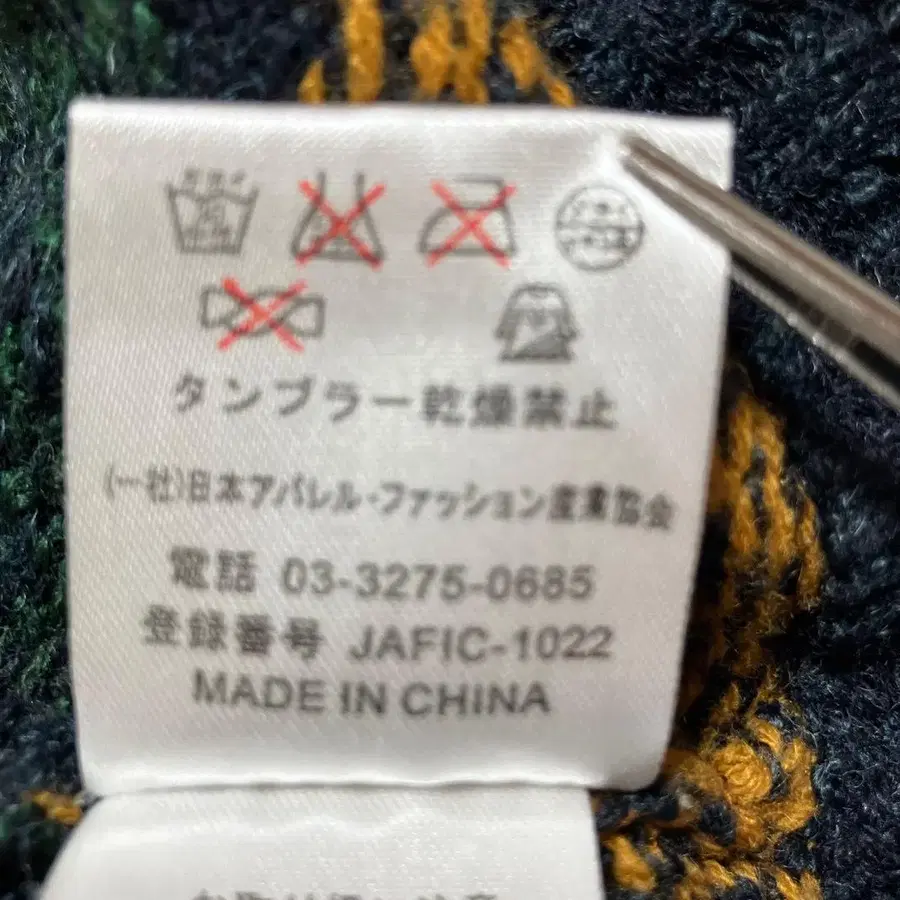 タンブラー乾燥禁止
(一社)日本アパレル・ファッション産業協会
電話 03-3275-0685
登録番号 JAFIC-1022
MADE IN CHINA